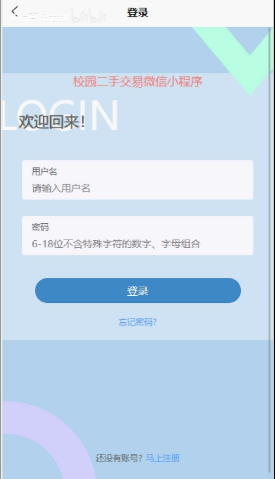 登录
校园二手交易微信小程序
LOGIN
欢迎回来！
用户名
请输入用户名
密码
6-18位不含特殊字符的数字、字母组合
登录
忘记密码？
还没有账号？马上注册